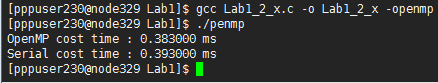 [pppuser230@node329 Lab1]$ gcc Lab1_2_x.c -o Lab1_2_x -openmp
[pppuser230@node329 Lab1]$ ./penmp
OpenMP cost time : 0.383000 ms
Serial cost time : 0.393000 ms
[pppuser230@node329 Lab1]$